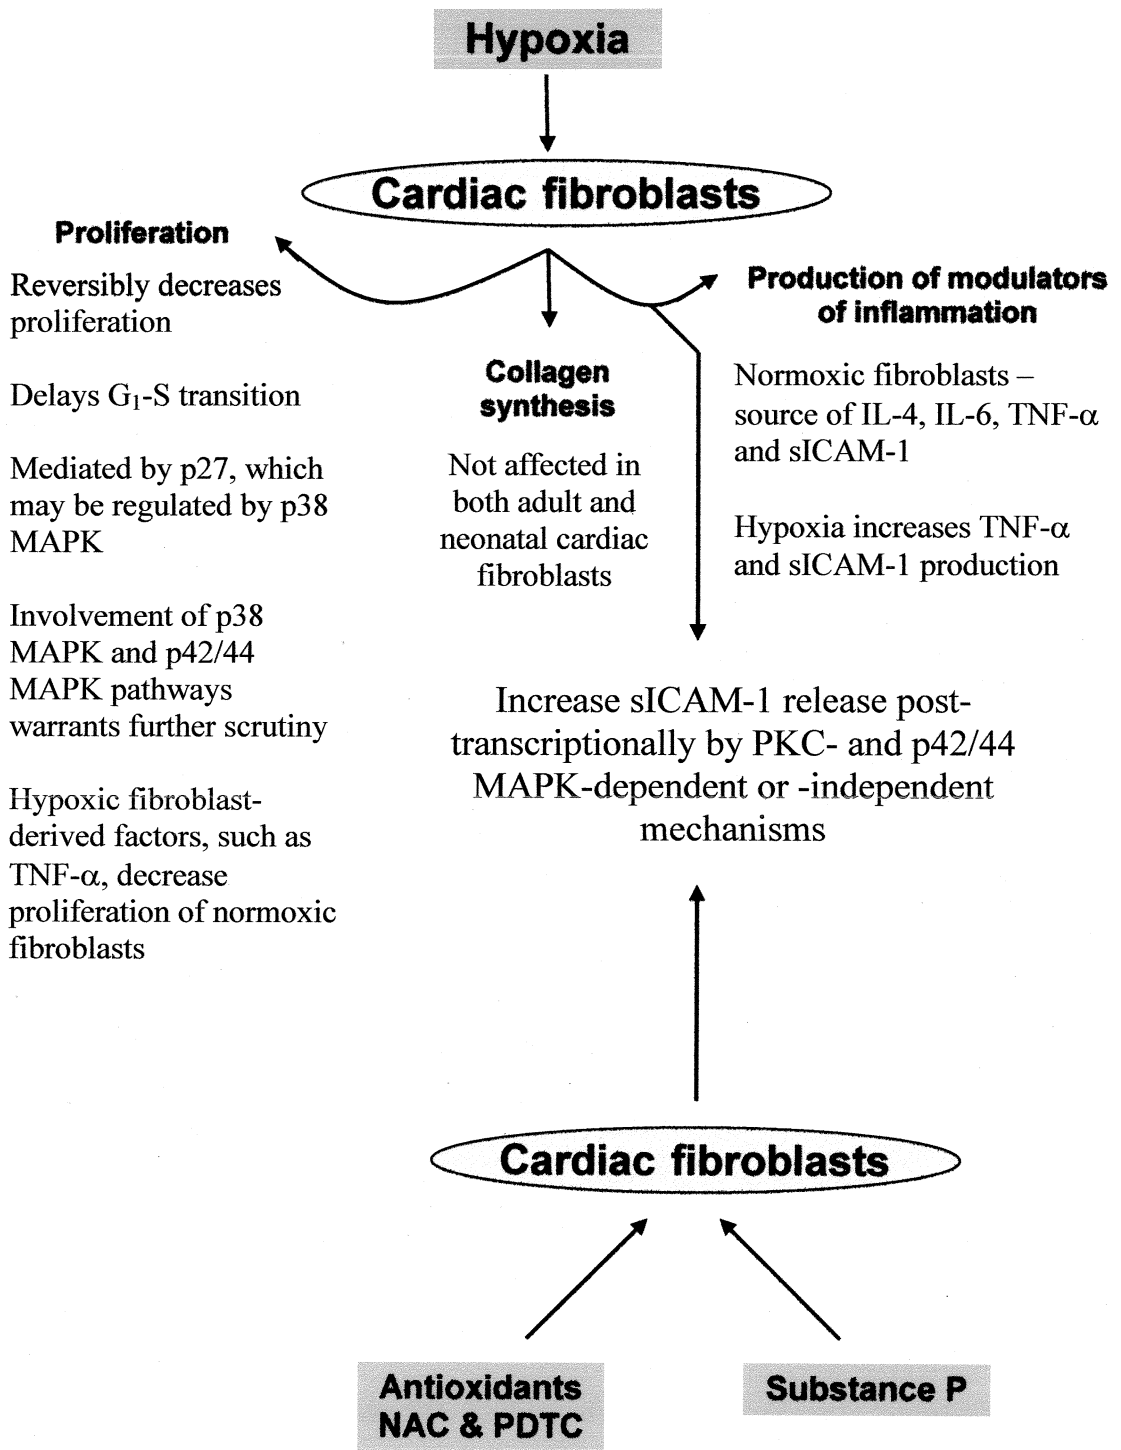 Hypoxia
Cardiac fibroblasts
Proliferation
Reversibly decreases
proliferation
Delays G₁-S transition
Mediated by p27, which
may be regulated by p38
MAPK
Involvement of p38
MAPK and p42/44
MAPK pathways
warrants further scrutiny
Hypoxic fibroblast-
derived factors, such as
TNF-α, decrease
proliferation of normoxic
fibroblasts
Collagen
synthesis
Not affected in
both adult and
neonatal cardiac
fibroblasts
Production of modulators
of inflammation
Normoxic fibroblasts –
source of IL-4, IL-6, TNF-α
and sICAM-1
Hypoxia increases TNF-α
and sICAM-1 production
Increase sICAM-1 release post-
transcriptionally by PKC- and p42/44
MAPK-dependent or -independent
mechanisms
Cardiac fibroblasts
Antioxidants
NAC & PDTC
Substance P